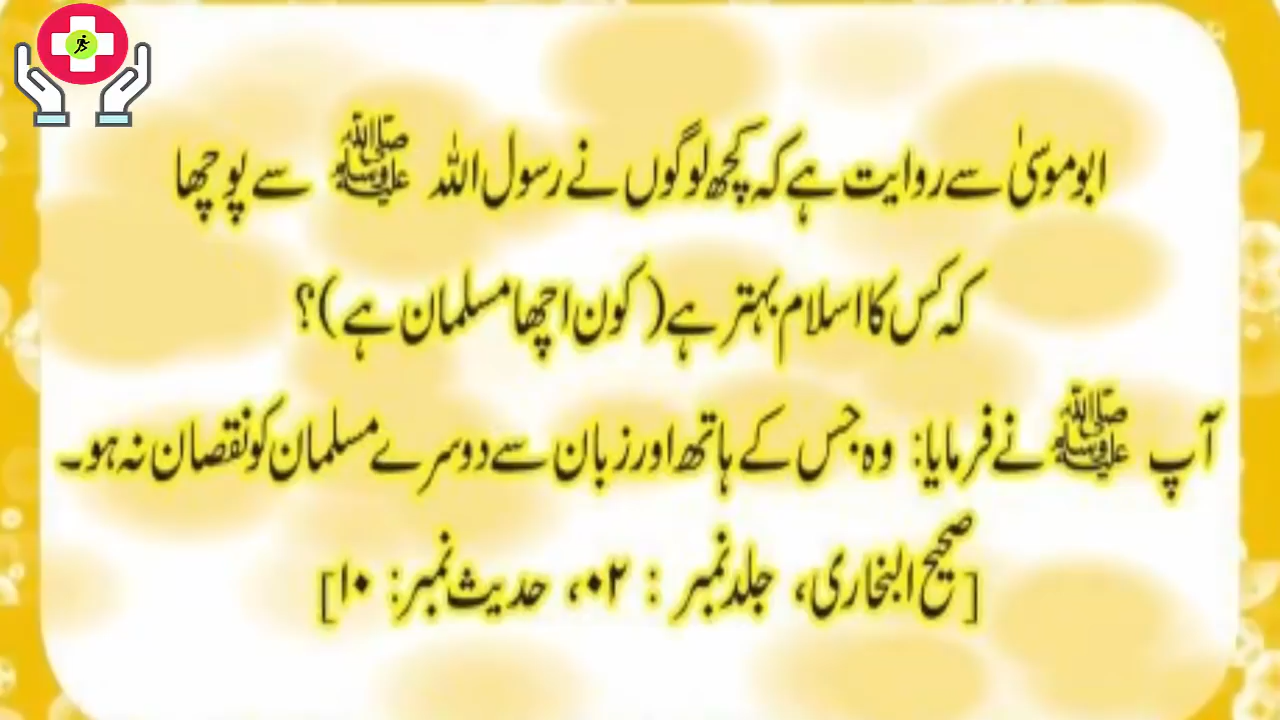 ابو موسیٰ سے روایت ہے کہ کچھ لوگوں نے رسول اللہ ﷺ سے پوچھا
کہ کس کا اسلام بہتر ہے (کون اچھا مسلمان ہے)؟
آپ ﷺ نے فرمایا: وہ جس کے ہاتھ اور زبان سے دوسرے مسلمان کو نقصان نہ ہو۔
[صحیح البخاری، جلد نمبر : ۰۲، حدیث نمبر: ۱۰]